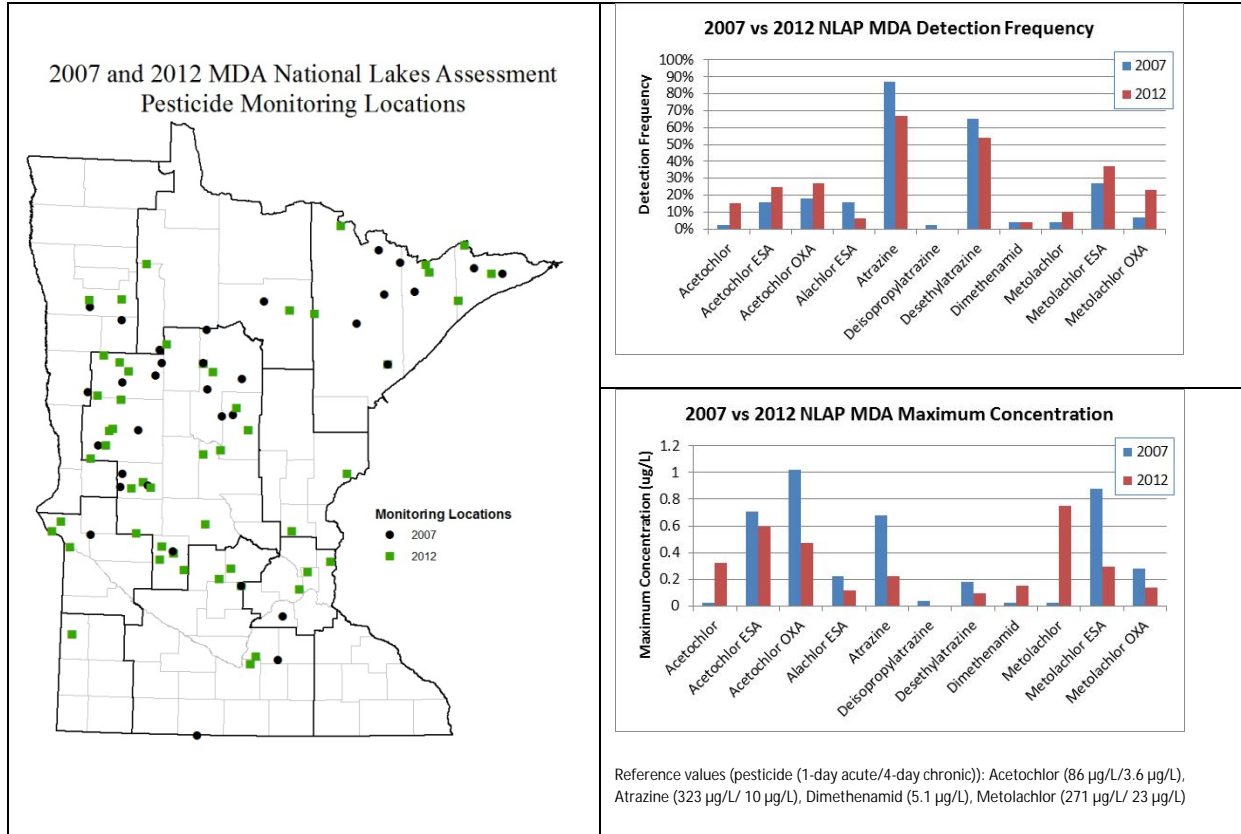 2007 and 2012 MDA National Lakes Assessment
Pesticide Monitoring Locations
Monitoring Locations
2007
2012
2007 vs 2012 NLAP MDA Detection Frequency
2007
2012
Detection Frequency
100%
90%
80%
70%
60%
50%
40%
30%
20%
10%
0%
Acetochlor
Acetochlor ESA
Acetochlor OXA
Alachlor ESA
Atrazine
Deisopropylatrazine
Desethylatrazine
Dimethenamid
Metolachlor
Metolachlor ESA
Metolachlor OXA
2007 vs 2012 NLAP MDA Maximum Concentration
2007
2012
Maximum Concentration (ug/L)
1.2
1
0.8
0.6
0.4
0.2
0
Acetochlor
Acetochlor ESA
Acetochlor OXA
Alachlor ESA
Atrazine
Deisopropylatrazine
Desethylatrazine
Dimethenamid
Metolachlor
Metolachlor ESA
Metolachlor OXA
Reference values (pesticide (1-day acute/4-day chronic)): Acetochlor (86 µg/L/3.6 µg/L),
Atrazine (323 µg/L/ 10 µg/L), Dimethenamid (5.1 µg/L), Metolachlor (271 µg/L/ 23 µg/L)